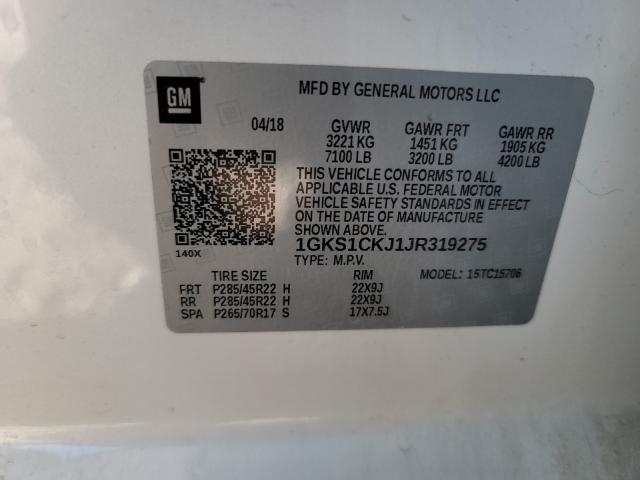 GM
MFD BY GENERAL MOTORS LLC
04/18 GVWR GAWR FRT GAWR RR
3221 KG 1451 KG 1905 KG
7100 LB 3200 LB 4200 LB
THIS VEHICLE CONFORMS TO ALL
APPLICABLE U.S. FEDERAL MOTOR
VEHICLE SAFETY STANDARDS IN EFFECT
ON THE DATE OF MANUFACTURE
SHOWN ABOVE.
1GKS1CKJ1JR319275
140X TYPE: M.P.V. MODEL: 15TC15706
TIRE SIZE RIM
FRT P285/45R22 H 22X9J
RR P285/45R22 H 22X9J
SPA P265/70R17 S 17X7.5J